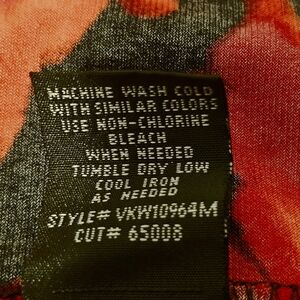 MACHINE WASH COLD
WITH SIMILAR COLORS
USE NON-CHLORINE
BLEACH
WHEN NEEDED
TUMBLE DRY LOW
COOL IRON
AS NEEDED
STYLE# VKW10964M
CUT# 65008